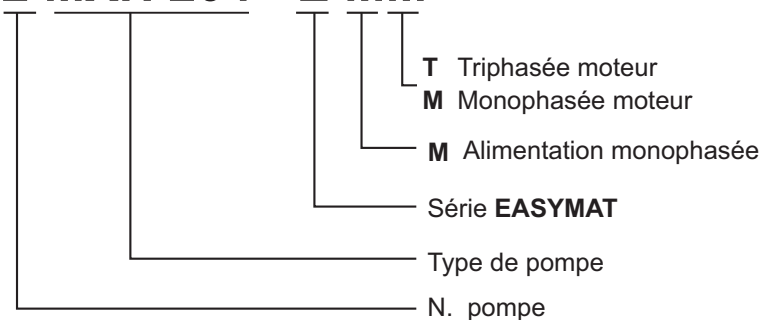 T Triphasée moteur
M Monophasée moteur
M Alimentation monophasée
Série EASYMAT
Type de pompe
N. pompe